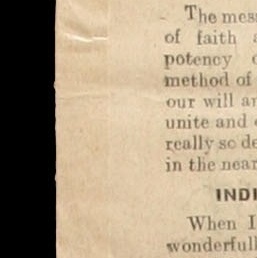 The mess
of faith a
potency o
method of
our will an
unite and
really so de
in the near
INDI
When I
wonderfull